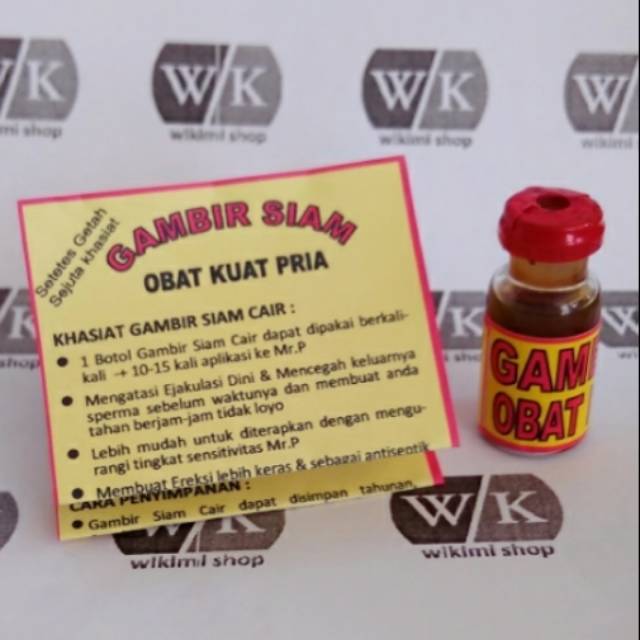 WK WK WK W
mi shop wikimi shop wikimi shop wikimi
Setetes Getah
Sejuta khasiat
GAMBIR SIAM
OBAT KUAT PRIA
KHASIAT GAMBIR SIAM CAIR :
• 1 Botol Gambir Siam Cair dapat dipakai berkali-
kali → 10-15 kali aplikasi ke Mr.P
• Mengatasi Ejakulasi Dini & Mencegah keluarnya
sperma sebelum waktunya dan membuat anda
tahan berjam-jam tidak loyo
• Lebih mudah untuk diterapkan dengan mengu-
rangi tingkat sensitivitas Mr.P
• Membuat Ereksi lebih keras & sebagai antiseptik
CARA PENYIMPANAN :
• Gambir Siam Cair dapat disimpan tahunan,
GAM
OBAT
WK
wikimi shop
WK
wikimi shop